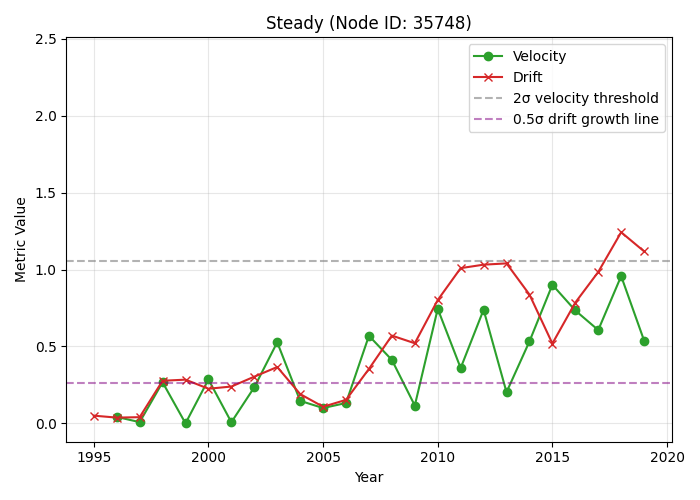 Steady (Node ID: 35748)
Metric Value
2.5
2.0
1.5
1.0
0.5
0.0
Velocity
Drift
2σ velocity threshold
0.5σ drift growth line
1995 2000 2005 2010 2015 2020
Year